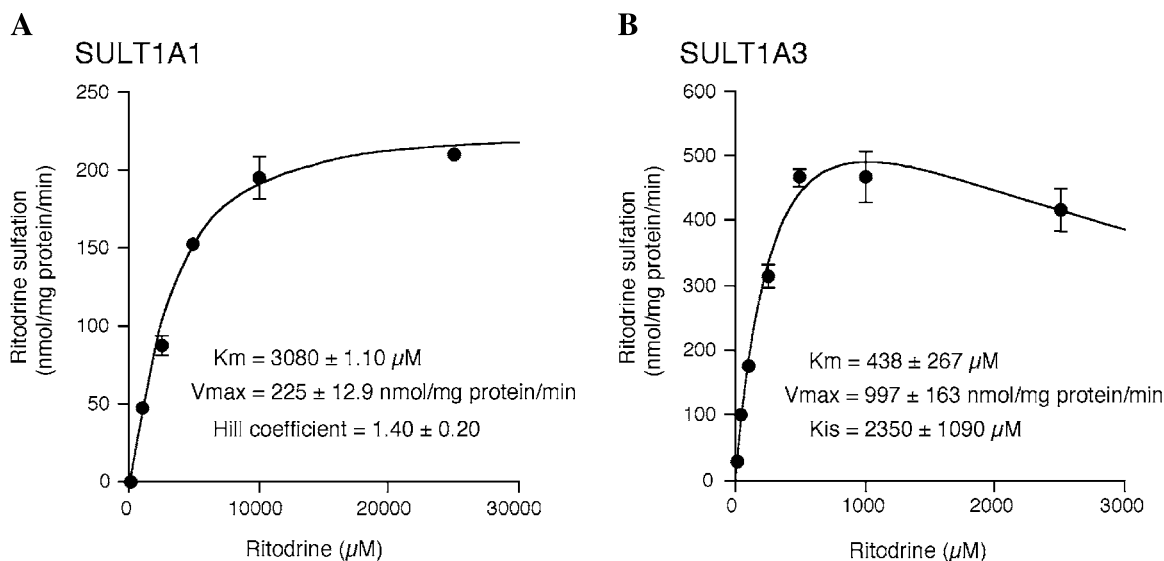 A
SULT1A1
250
200
150
100
50
0
Ritodrine sulfation
(nmol/mg protein/min)
Km = 3080 ± 1.10 µM
Vmax = 225 ± 12.9 nmol/mg protein/min
Hill coefficient = 1.40 ± 0.20
0 10000 20000 30000
Ritodrine (µM)
B
SULT1A3
600
500
400
300
200
100
0
Ritodrine sulfation
(nmol/mg protein/min)
Km = 438 ± 267 µM
Vmax = 997 ± 163 nmol/mg protein/min
Kis = 2350 ± 1090 µM
0 1000 2000 3000
Ritodrine (µM)